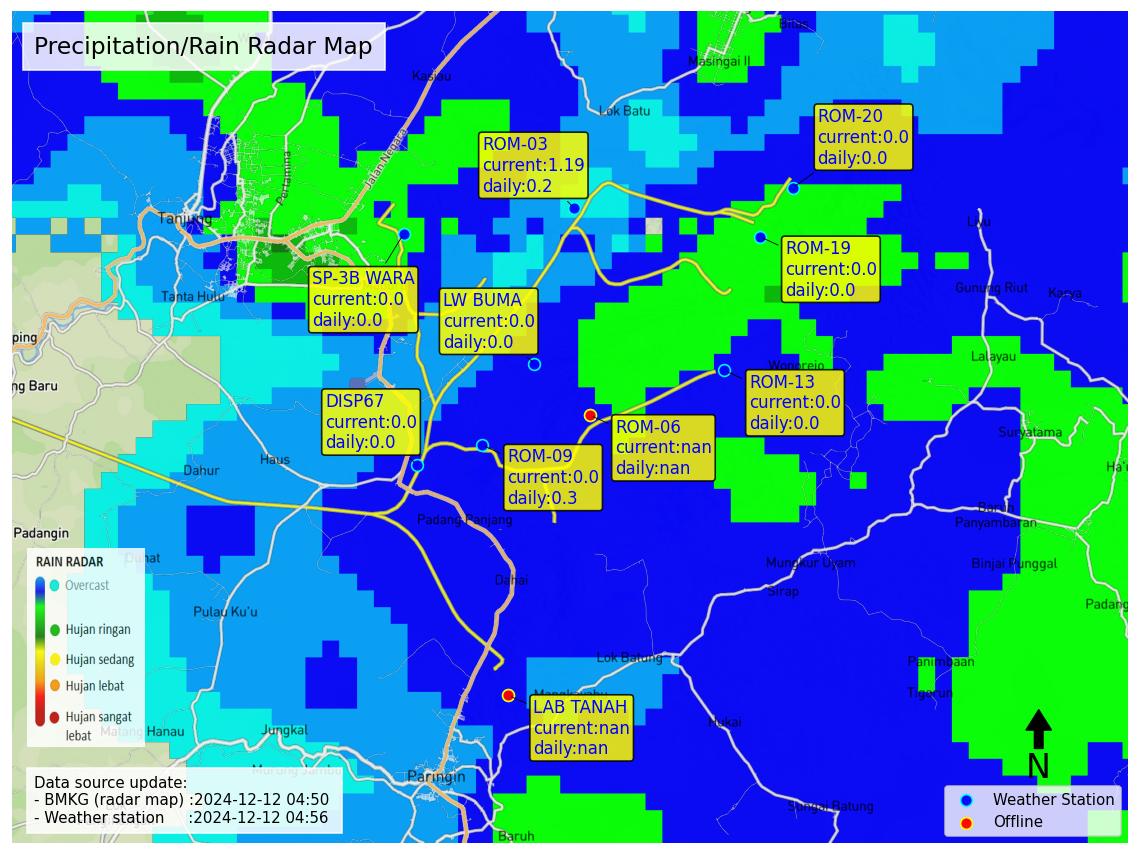 Precipitation/Rain Radar Map
Bilas
Masingai II
Kasiau
Lok Batu
Jalan Negara
Pertamina
Tanjung
Tanta Hulu
ROM-03
current:1.19
daily:0.2
ROM-20
current:0.0
daily:0.0
ROM-19
current:0.0
daily:0.0
SP-3B WARA
current:0.0
daily:0.0
LW BUMA
current:0.0
daily:0.0
Liyu
Gunung Riut
Karya
Lalayau
Wonorejo
ping
ng Baru
ROM-13
current:0.0
daily:0.0
DISP67
current:0.0
daily:0.0
ROM-06
current:nan
daily:nan
ROM-09
current:0.0
daily:0.3
Suryatama
Ha'u
Haus
Dahur
Padangin
Padang Panjang
Baruh
Panyambaran
Mungkur Uyam
Binjai Punggal
Dahai
Sirap
Padang
Pulau Ku'u
Lok Batung
Panimbaan
Tigarun
Mangkayahu
LAB TANAH
current:nan
daily:nan
Hukai
Jungkal
Matang Hanau
Murung Jambu
Paringin
Sungai Batung
Baruh
RAIN RADAR
Overcast
Hujan ringan
Hujan sedang
Hujan lebat
Hujan sangat
lebat
Data source update:
- BMKG (radar map) :2024-12-12 04:50
- Weather station :2024-12-12 04:56
N
Weather Station
Offline